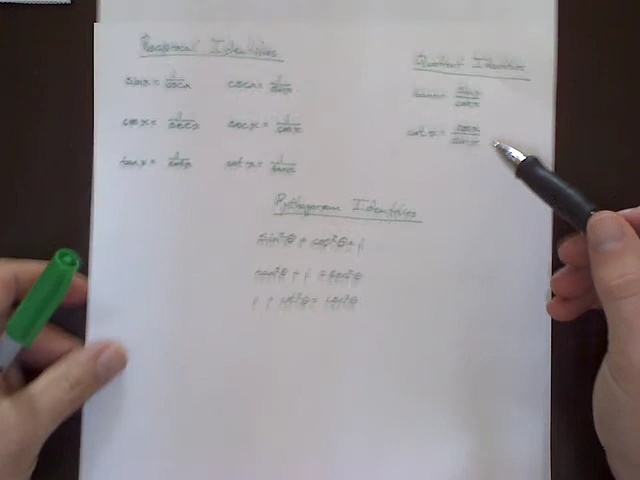 Reciprocal Identities
sin x = 1/csc x
csc x = 1/sin x
cos x = 1/sec x
sec x = 1/cos x
tan x = 1/cot x
cot x = 1/tan x
Quotient Identities
tan x = sin x/cos x
cot x = cos x/sin x
Pythagorean Identities
sin²θ + cos²θ = 1
tan²θ + 1 = sec²θ
1 + cot²θ = csc²θ